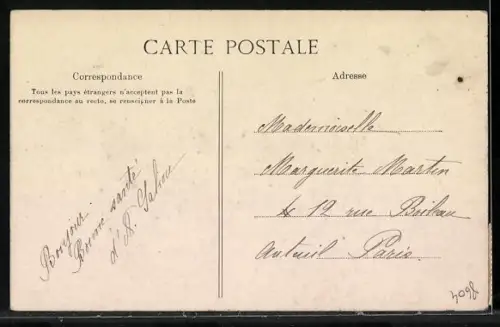 CARTE POSTALE
Correspondance
Tous les pays étrangers n'acceptent pas la
correspondance au recto, se renseigner à la Poste
Bonjour
Bonne santé
d'A.
Adresse
Mademoiselle
Marguerite Martin
12 rue Boileau
Auteuil Paris.
4098